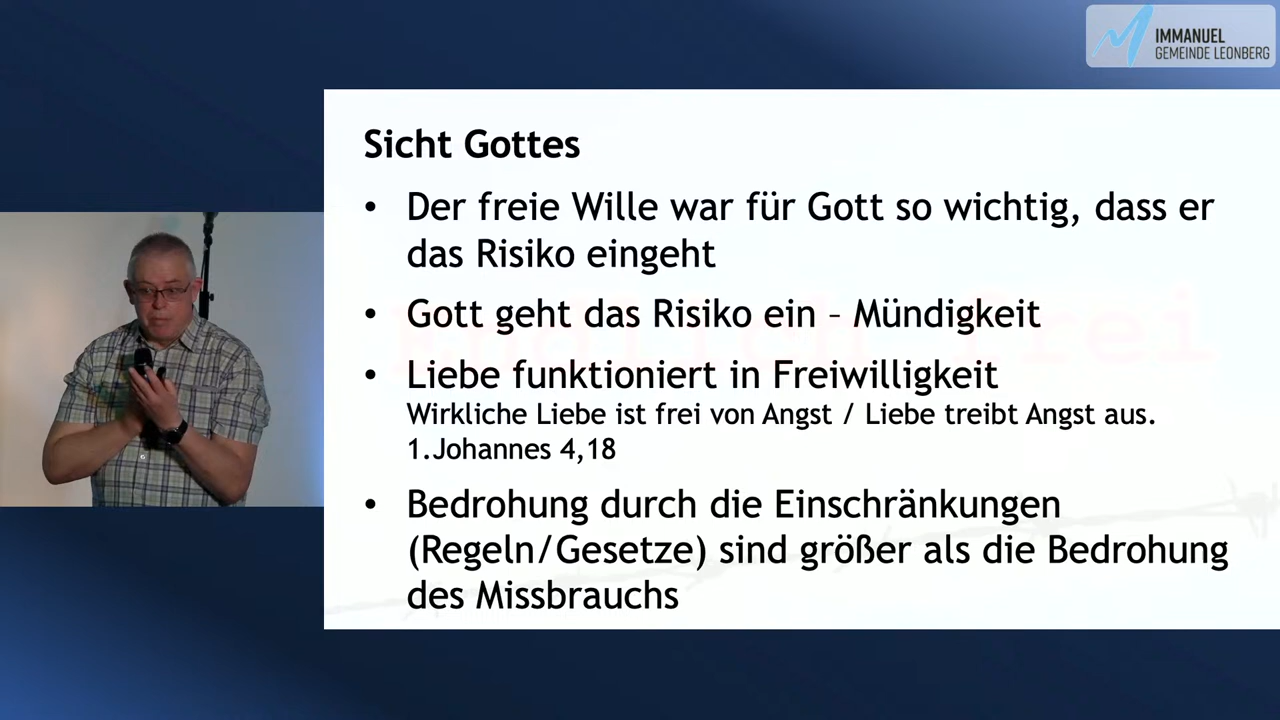 IMMANUEL
GEMEINDE LEONBERG
Sicht Gottes
• Der freie Wille war für Gott so wichtig, dass er
das Risiko eingeht
• Gott geht das Risiko ein – Mündigkeit
• Liebe funktioniert in Freiwilligkeit
Wirkliche Liebe ist frei von Angst / Liebe treibt Angst aus.
1.Johannes 4,18
• Bedrohung durch die Einschränkungen
(Regeln/Gesetze) sind größer als die Bedrohung
des Missbrauchs